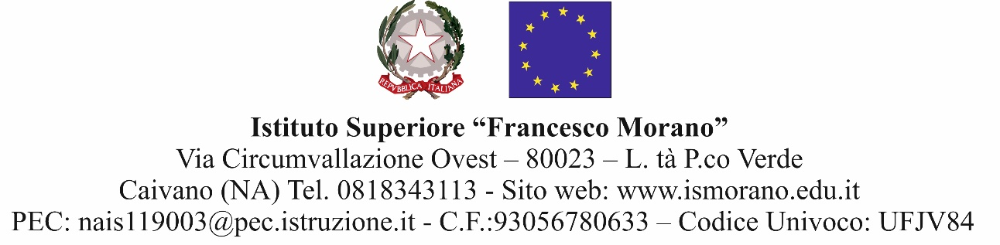 REPVBBLICA ITALIANA
Istituto Superiore “Francesco Morano”
Via Circumvallazione Ovest – 80023 – L. tà P.co Verde
Caivano (NA) Tel. 0818343113 - Sito web: www.ismorano.edu.it
PEC: nais119003@pec.istruzione.it - C.F.:93056780633 – Codice Univoco: UFJV84